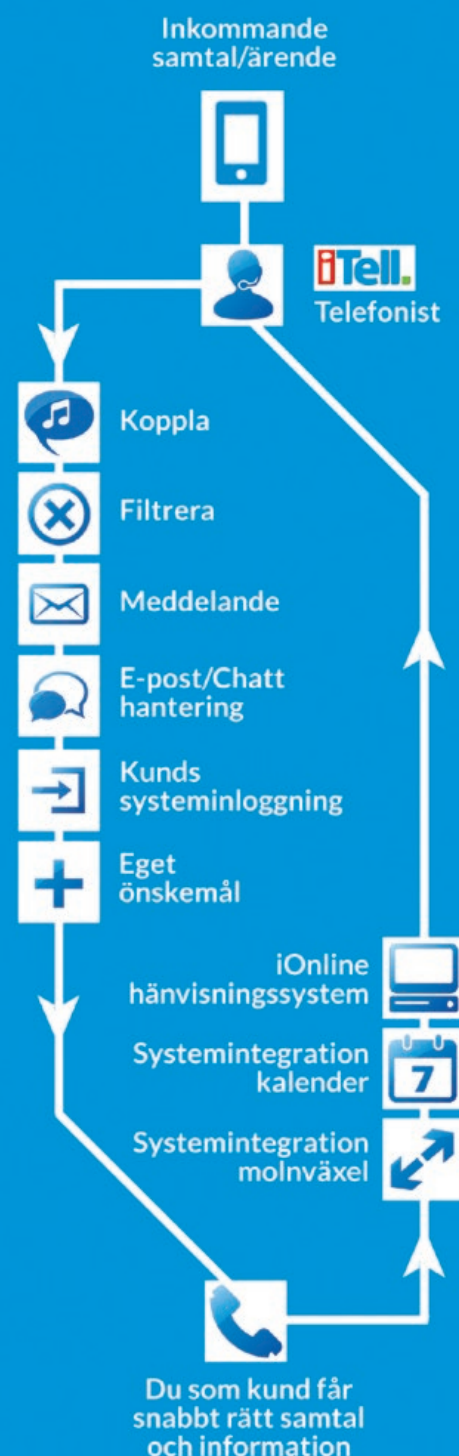 Inkommande
samtal/ärende
iTell.
Telefonist
Koppla
Filtrera
Meddelande
E-post/Chatt
hantering
Kunds
systeminloggning
Eget
önskemål
iOnline
hänvisningssystem
Systemintegration
kalender
7
Systemintegration
molnväxel
Du som kund får
snabbt rätt samtal
och information